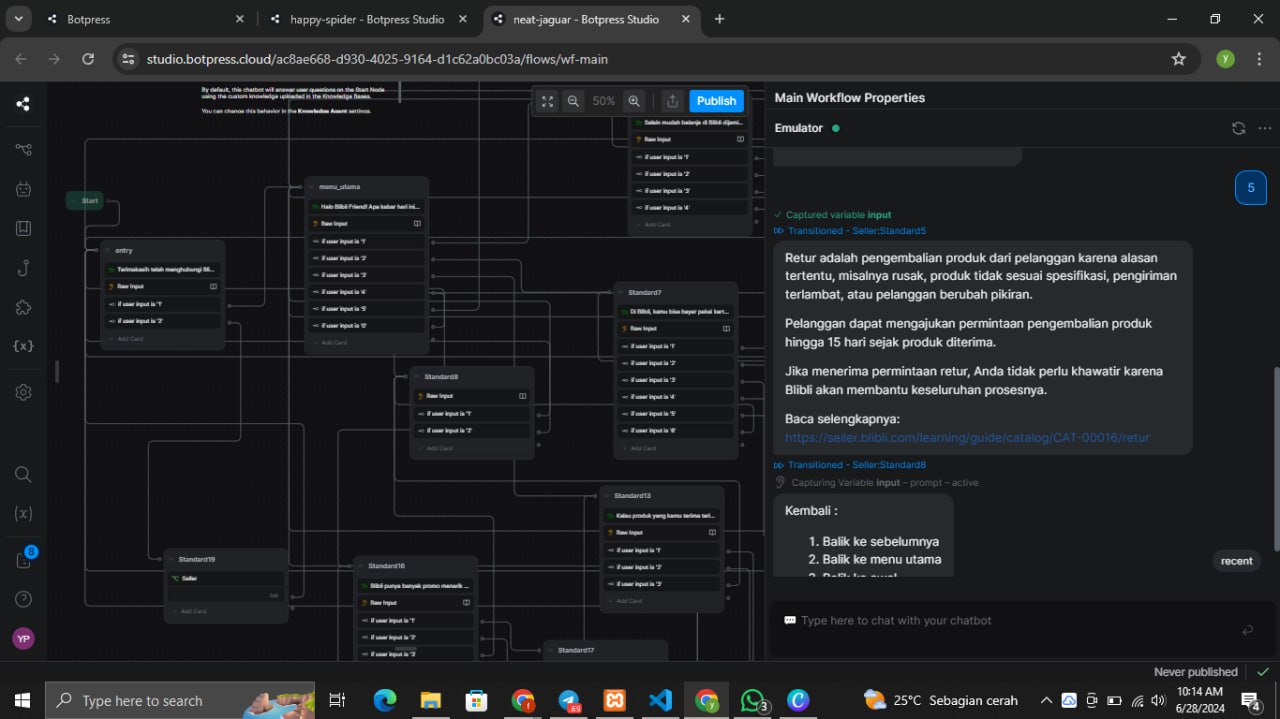 Botpress
happy-spider - Botpress Studio
neat-jaguar - Botpress Studio
studio.botpress.cloud/ac8ae668-d930-4025-9164-d1c62a0bc03a/flows/wf-main
y
By default, this chatbot will answer user questions on the Start Node
using the custom knowledge uploaded in the Knowledge Bases.
You can change this behavior in the Knowledge Agent settings.
50%
Publish
Start
entry
Terimakasih telah menghubungi Bli...
Raw Input
if user input is '1'
if user input is '2'
Add Card
menu_utama
Halo Blibli Friend! Apa kabar hari ini...
Raw Input
if user input is '1'
if user input is '2'
if user input is '3'
if user input is '4'
if user input is '5'
if user input is '6'
Add Card
Selain mudah belanja di Blibli dijami...
Raw Input
if user input is '1'
if user input is '2'
if user input is '3'
if user input is '4'
Add Card
Standard7
Di Blibli, kamu bisa bayar pakai kart...
Raw Input
if user input is '1'
if user input is '2'
if user input is '3'
if user input is '4'
if user input is '5'
if user input is '6'
Add Card
Standard8
Raw Input
if user input is '1'
if user input is '2'
Add Card
Standard13
Kalau produk yang kamu terima ter...
Raw Input
if user input is '1'
if user input is '2'
if user input is '3'
Add Card
Standard19
Seller
Exit
Add Card
Standard16
Blibli punya banyak promo menarik ...
Raw Input
if user input is '1'
if user input is '2'
if user input is '3'
Standard17
8
YP
Main Workflow Properties
Emulator
5
Captured variable input
Transitioned - Seller:Standard5
Retur adalah pengembalian produk dari pelanggan karena alasan
tertentu, misalnya rusak, produk tidak sesuai spesifikasi, pengiriman
terlambat, atau pelanggan berubah pikiran.
Pelanggan dapat mengajukan permintaan pengembalian produk
hingga 15 hari sejak produk diterima.
Jika menerima permintaan retur, Anda tidak perlu khawatir karena
Blibli akan membantu keseluruhan prosesnya.
Baca selengkapnya:
https://seller.blibli.com/learning/guide/catalog/CAT-00016/retur
Transitioned - Seller:Standard8
Capturing Variable input – prompt – active
Kembali :
1. Balik ke sebelumnya
2. Balik ke menu utama
3. Balik ke awal
recent
Type here to chat with your chatbot
Never published
Type here to search
3
25°C Sebagian cerah
8:14 AM
6/28/2024
4